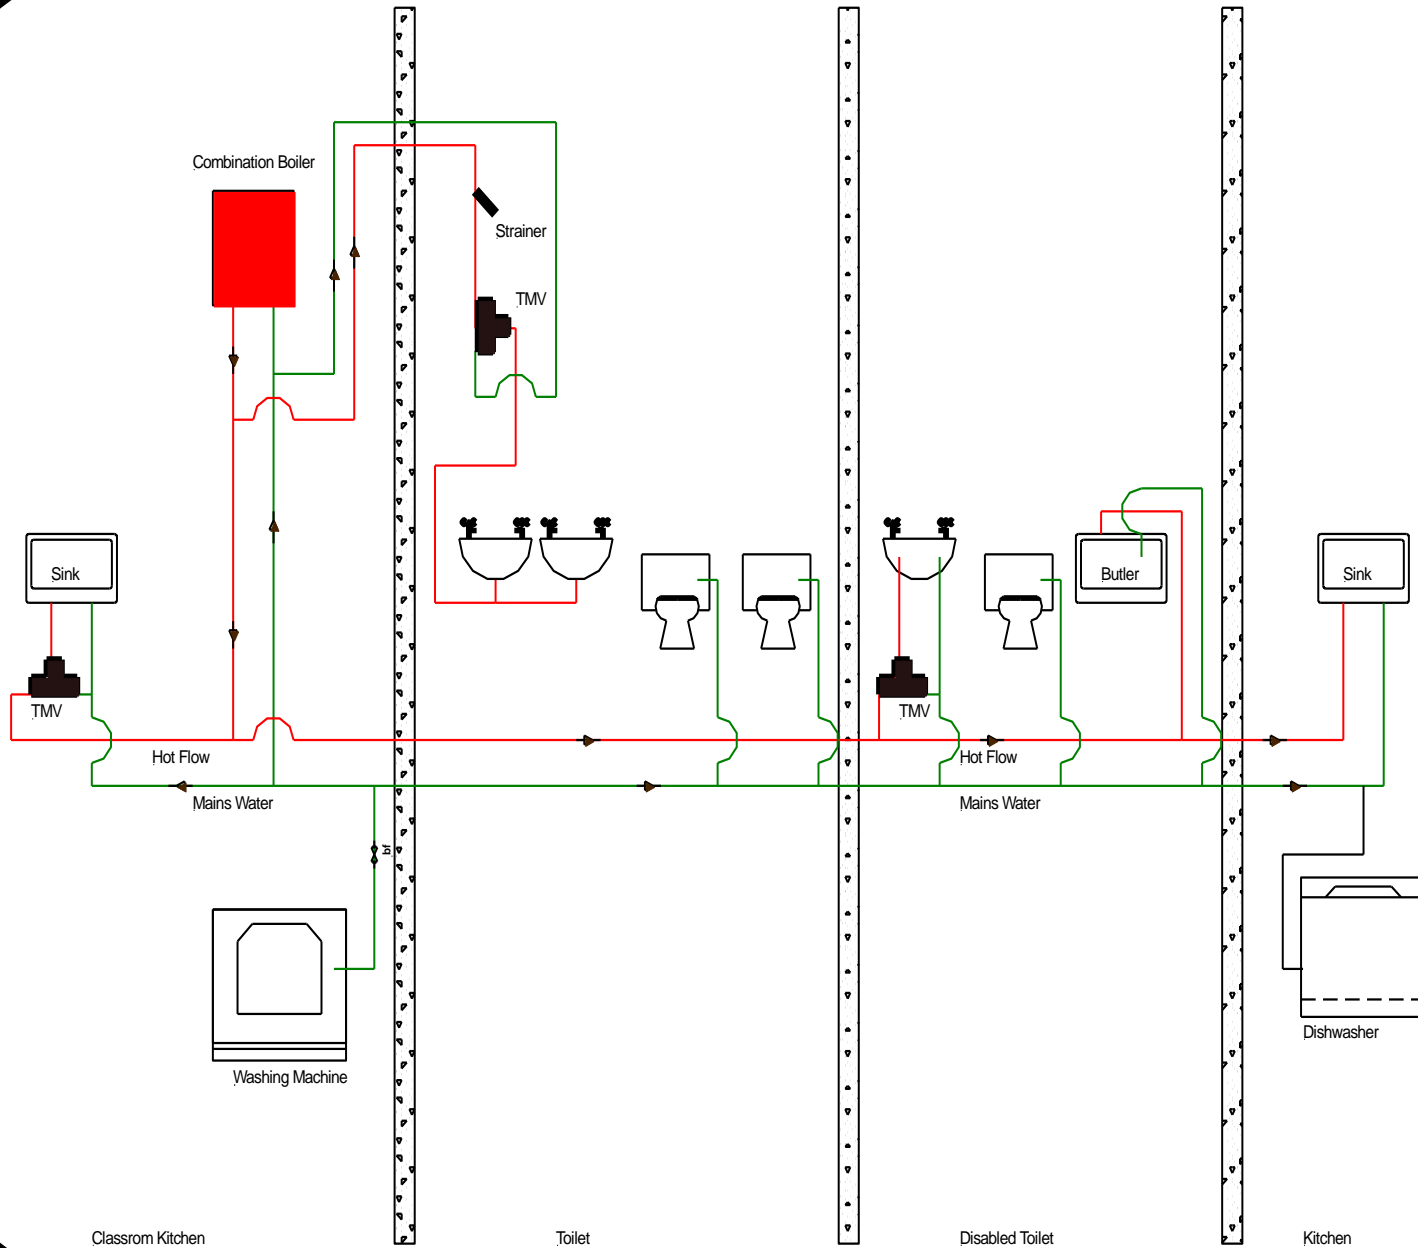 Combination Boiler
Strainer
TMV
Sink
Butler
Sink
TMV
TMV
Hot Flow
Hot Flow
Mains Water
Mains Water
bf
Dishwasher
Washing Machine
Classrom Kitchen
Toilet
Disabled Toilet
Kitchen